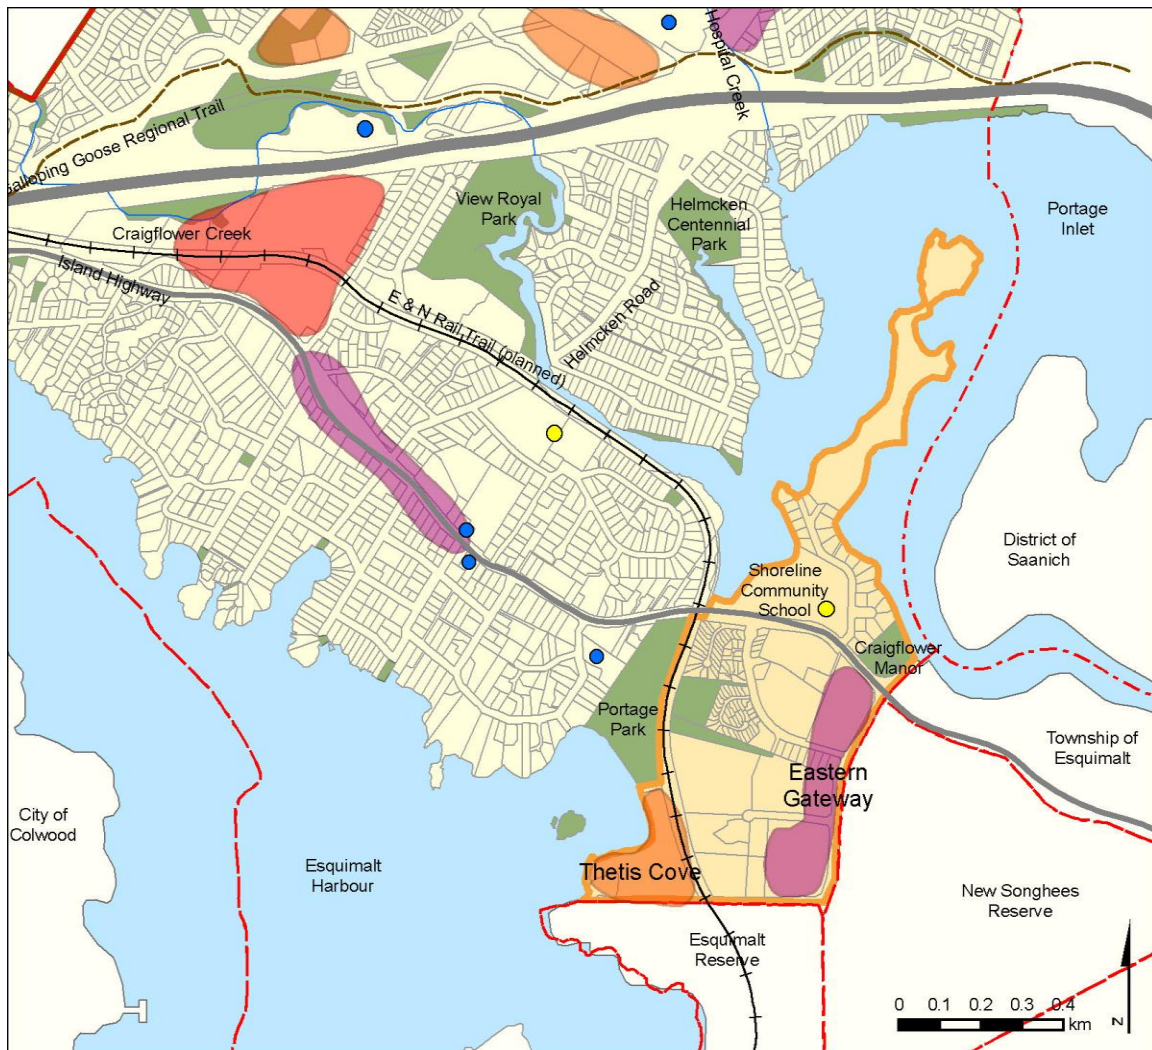 Hospital Creek
Galloping Goose Regional Trail
View Royal
Park
Helmcken
Centennial
Park
Portage
Inlet
Craigflower Creek
Island Highway
E & N Rail Trail (planned)
Helmcken Road
District of
Saanich
Shoreline
Community
School
Craigflower
Manor
Portage
Park
Township of
Esquimalt
Eastern
Gateway
City of
Colwood
Esquimalt
Harbour
Thetis Cove
New Songhees
Reserve
Esquimalt
Reserve
0 0.1 0.2 0.3 0.4
km
N